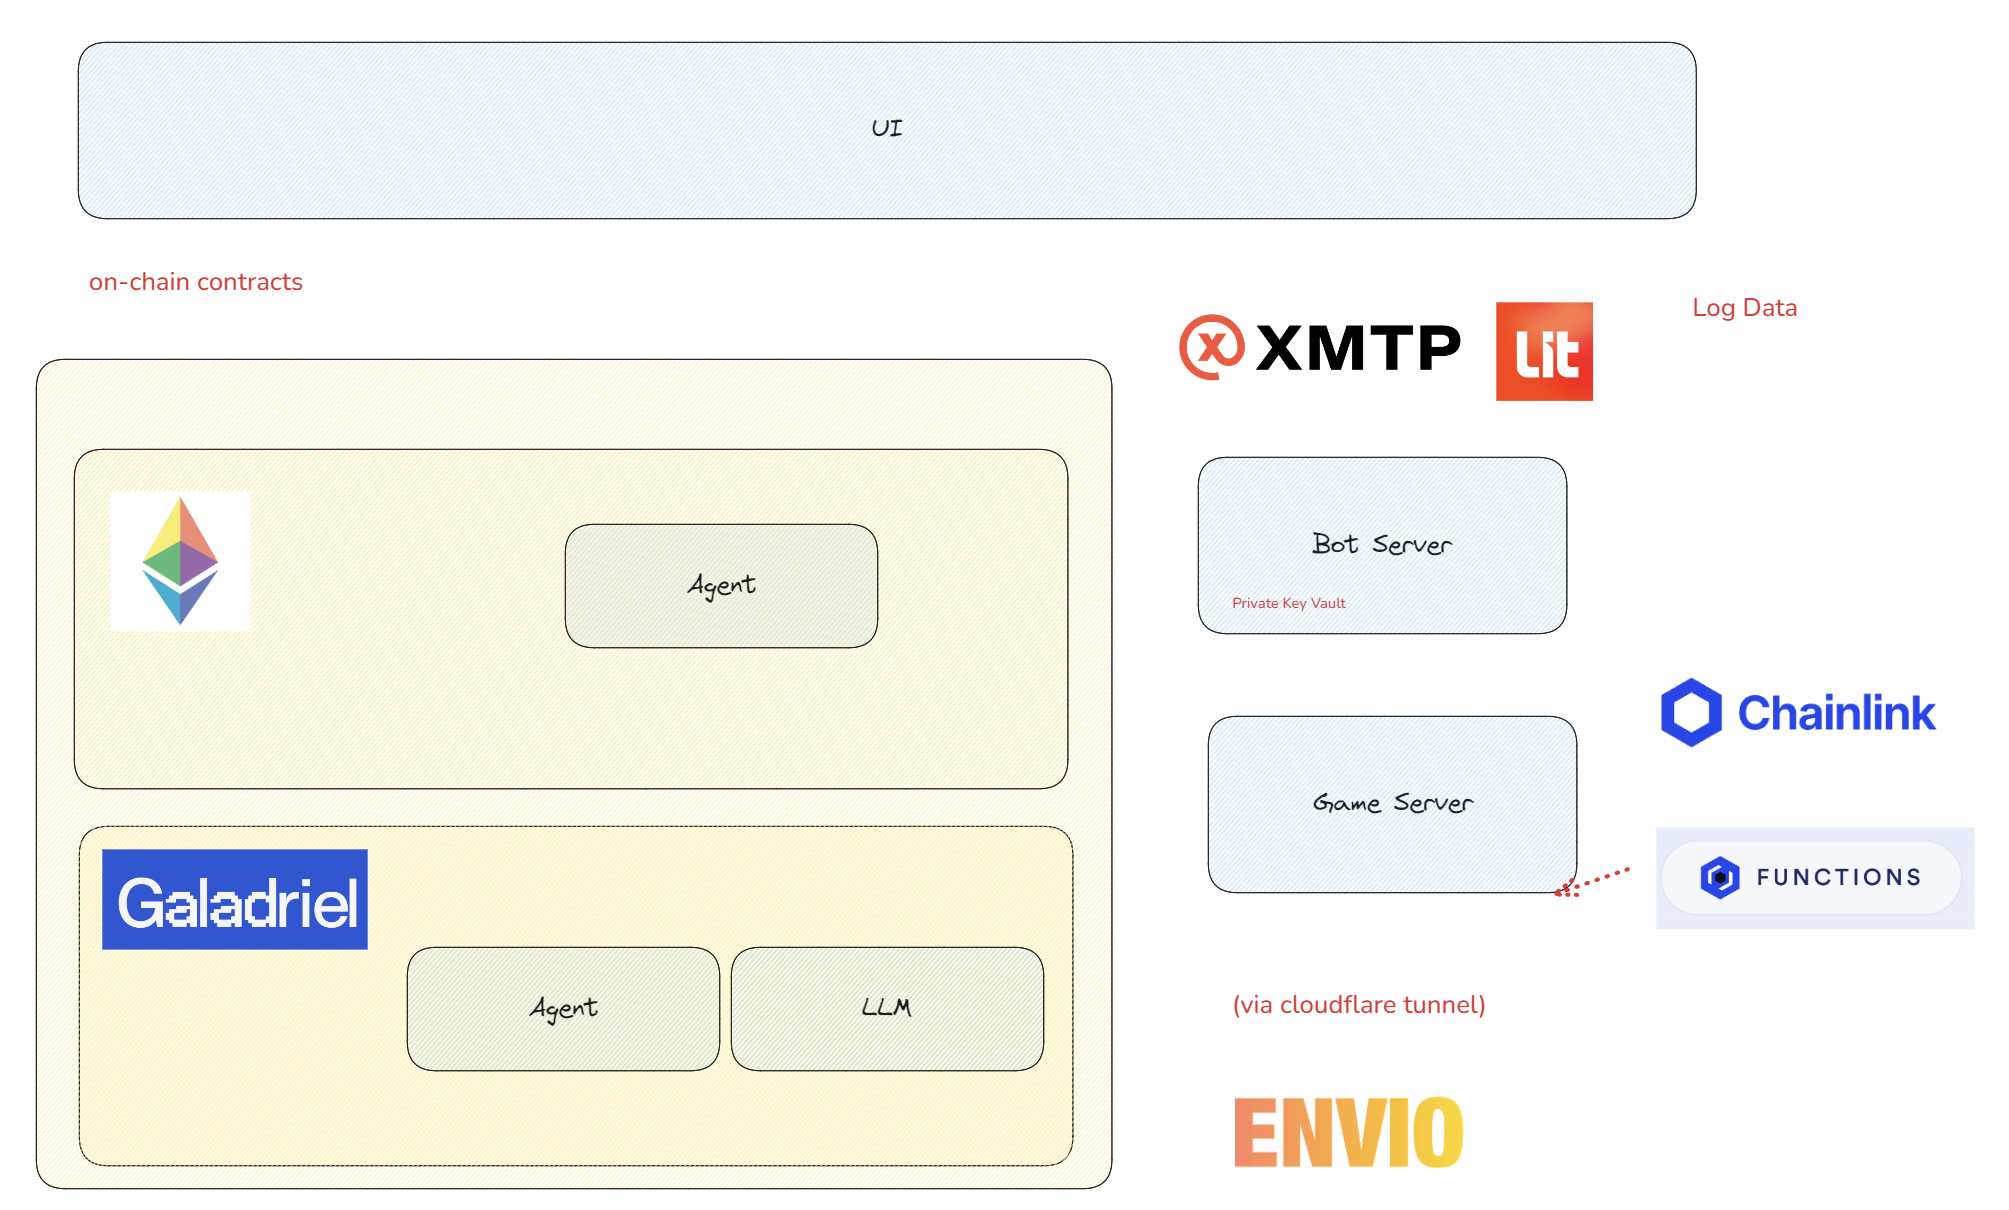 UI
on-chain contracts
XMTP
Lit
Log Data
Agent
Bot Server
Private Key Vault
Chainlink
Game Server
FUNCTIONS
Galadriel
Agent
LLM
(via cloudflare tunnel)
ENVIO